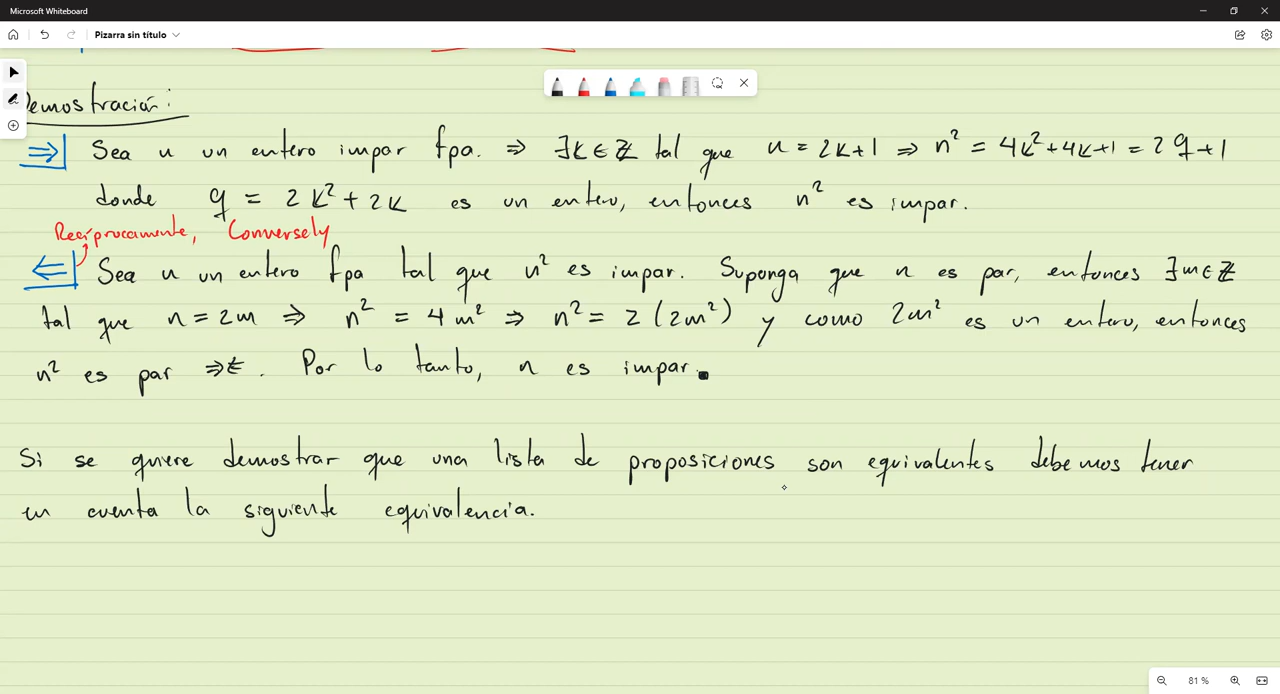 Microsoft Whiteboard
Pizarra sin título
Demostración:
⇒| Sea n un entero impar fpa. ⇒ ∃k∈ℤ tal que n = 2k+1 ⇒ n² = 4k²+4k+1 = 2q+1
donde q = 2k²+2k es un entero, entonces n² es impar.
Recíprocamente, Conversely
⇐| Sea n un entero fpa tal que n² es impar. Suponga que n es par, entonces ∃m∈ℤ
tal que n = 2m ⇒ n² = 4m² ⇒ n² = 2(2m²) y como 2m² es un entero, entonces
n² es par ⇒⇐. Por lo tanto, n es impar.■
Si se quiere demostrar que una lista de proposiciones son equivalentes debemos tener
en cuenta la siguiente equivalencia.
81 %